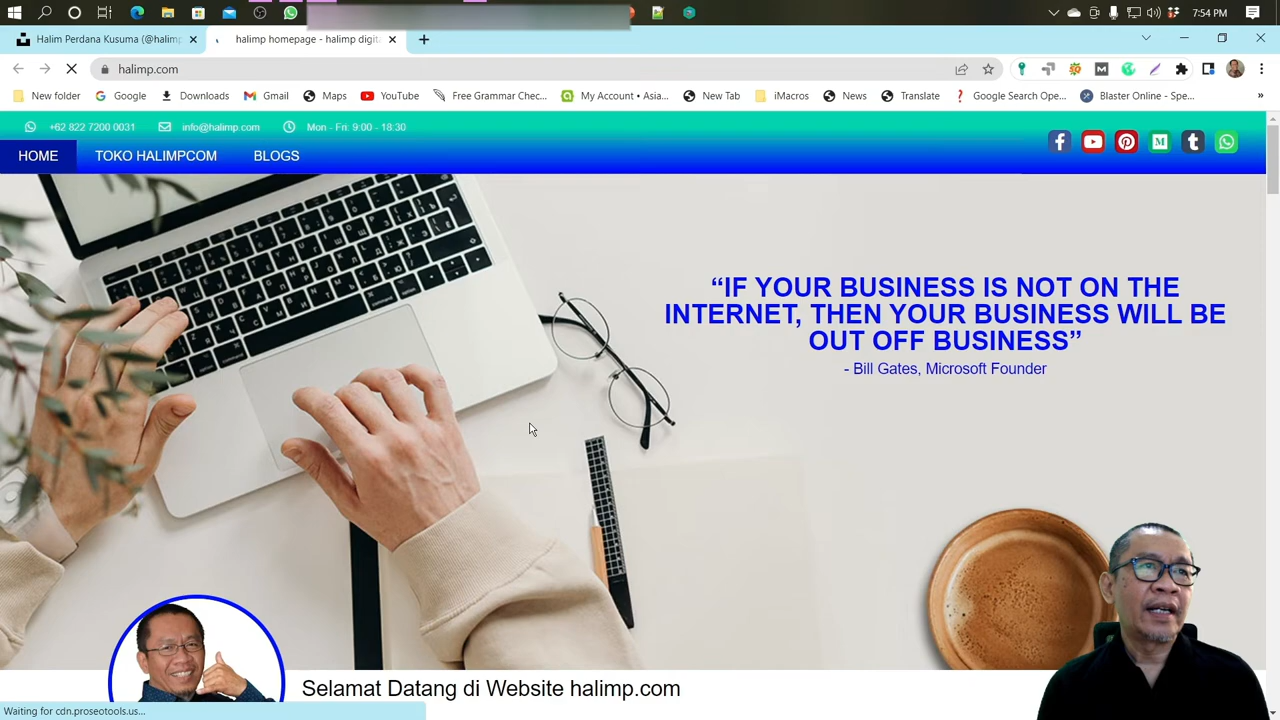 7:54 PM
Halim Perdana Kusuma (@halimp
halimp homepage - halimp digit
halimp.com
New folder
Google
Downloads
Gmail
Maps
YouTube
Free Grammar Chec...
My Account • Asia...
New Tab
iMacros
News
Translate
Google Search Ope...
Blaster Online - Spe...
»
+62 822 7200 0031
info@halimp.com
Mon - Fri: 9:00 - 18:30
HOME
TOKO HALIMPCOM
BLOGS
“IF YOUR BUSINESS IS NOT ON THE
INTERNET, THEN YOUR BUSINESS WILL BE
OUT OFF BUSINESS”
- Bill Gates, Microsoft Founder
Selamat Datang di Website halimp.com
Waiting for cdn.proseotools.us...